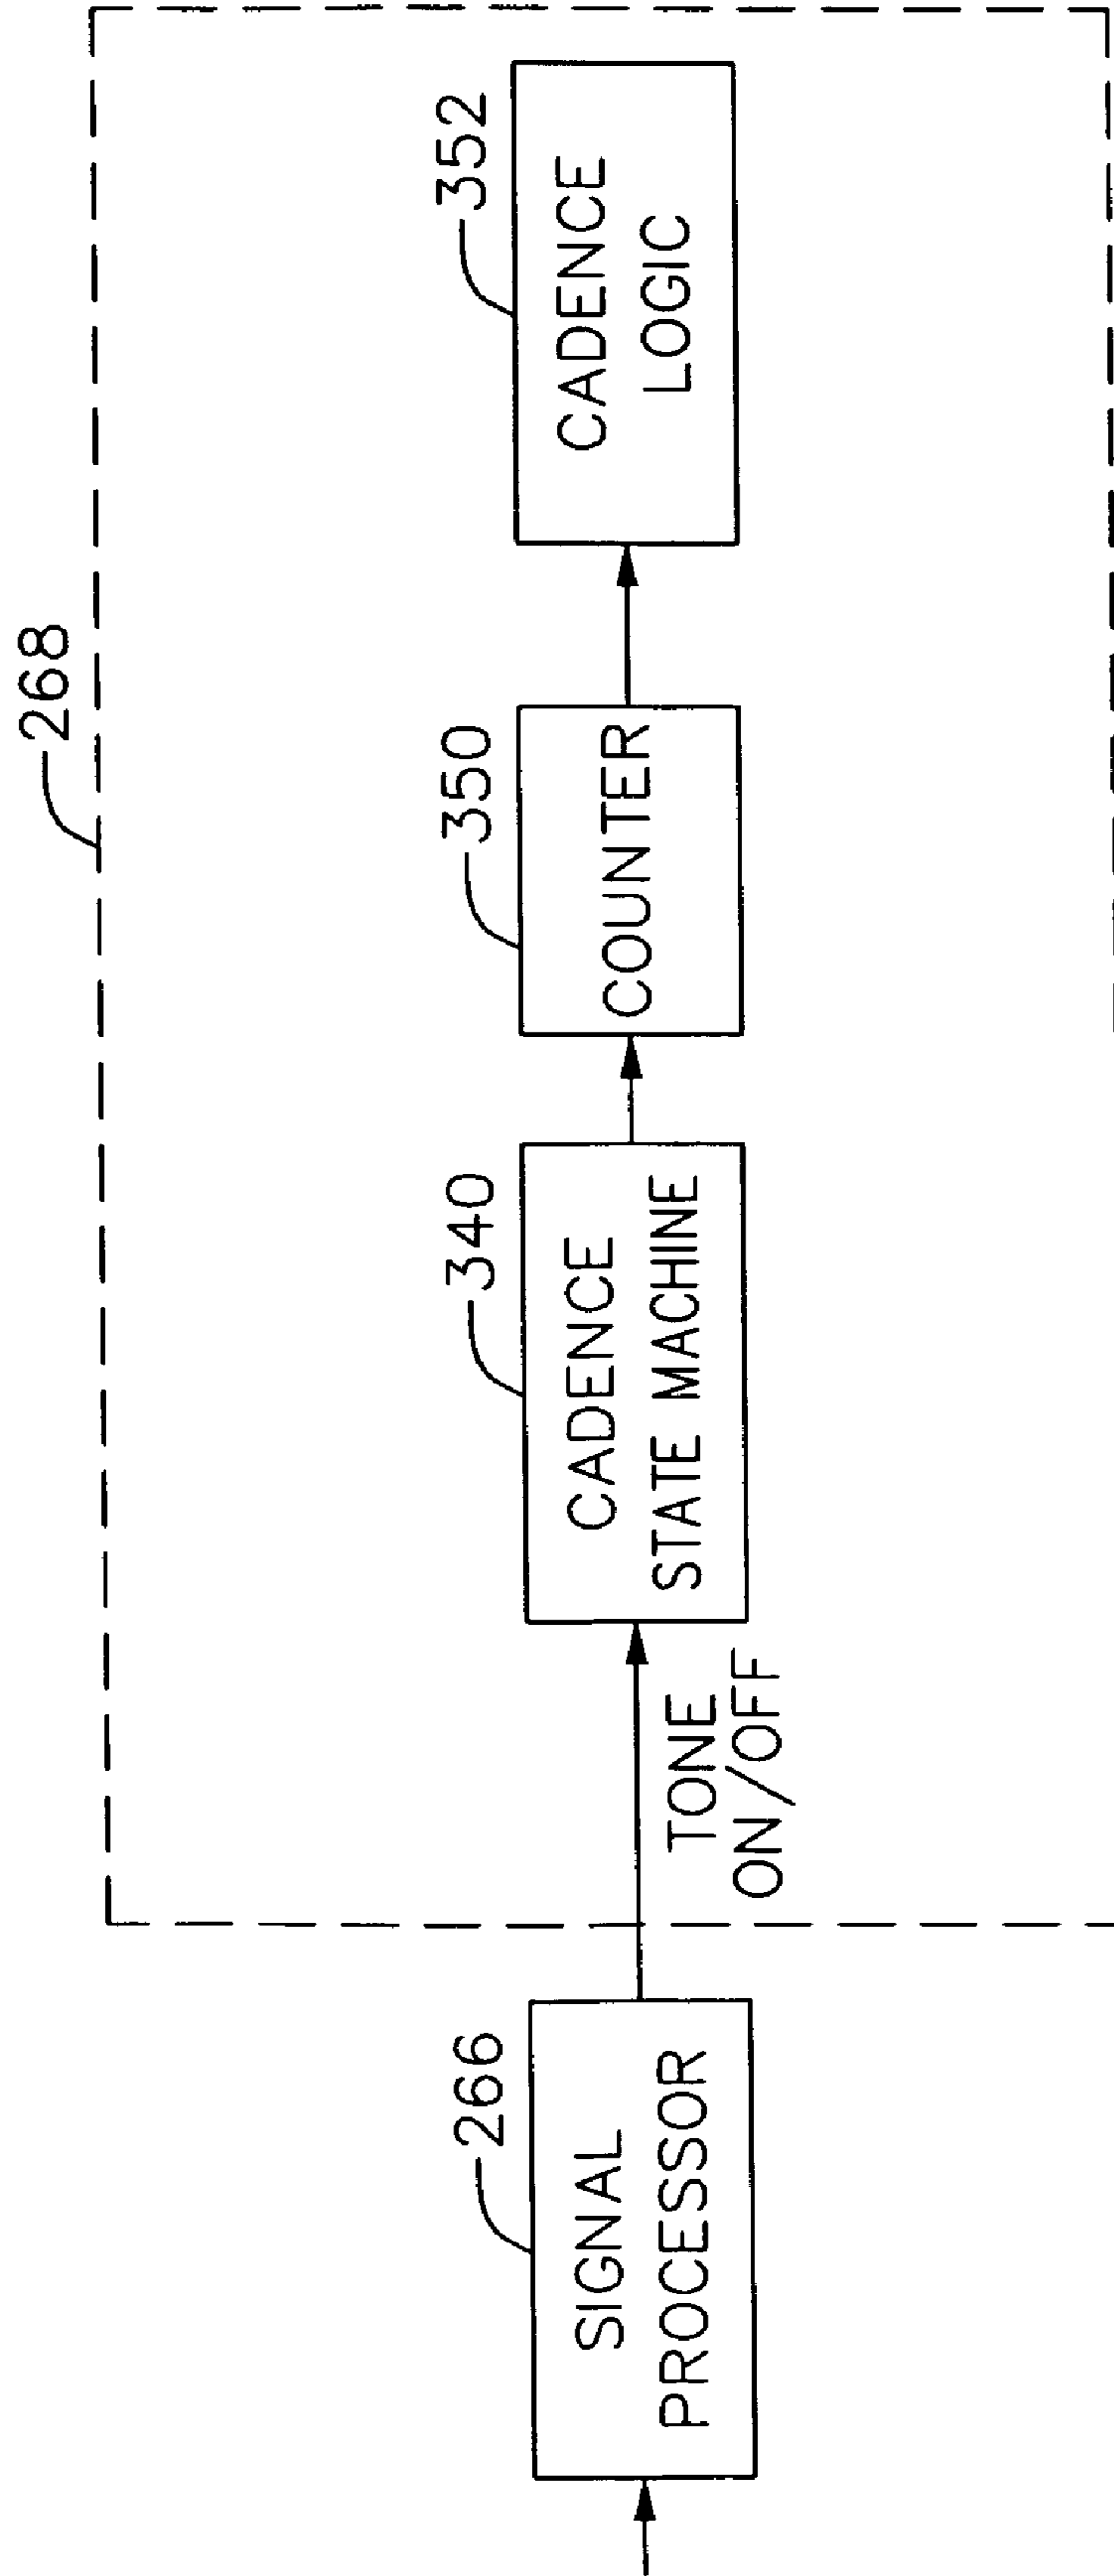 268
266
SIGNAL
PROCESSOR
TONE
ON/OFF
340
CADENCE
STATE MACHINE
350
COUNTER
352
CADENCE
LOGIC